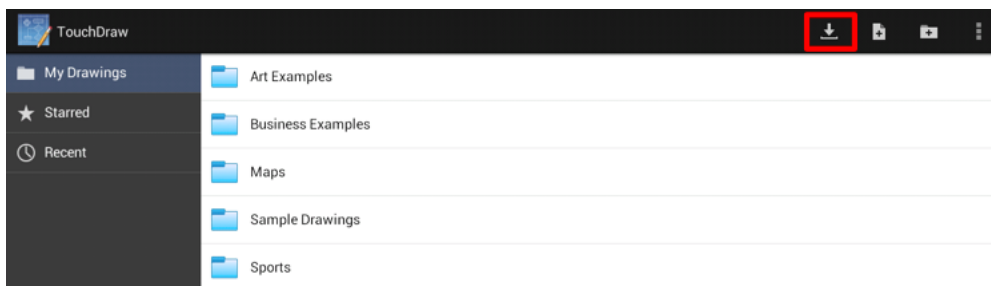 TouchDraw
My Drawings
Starred
Recent
Art Examples
Business Examples
Maps
Sample Drawings
Sports